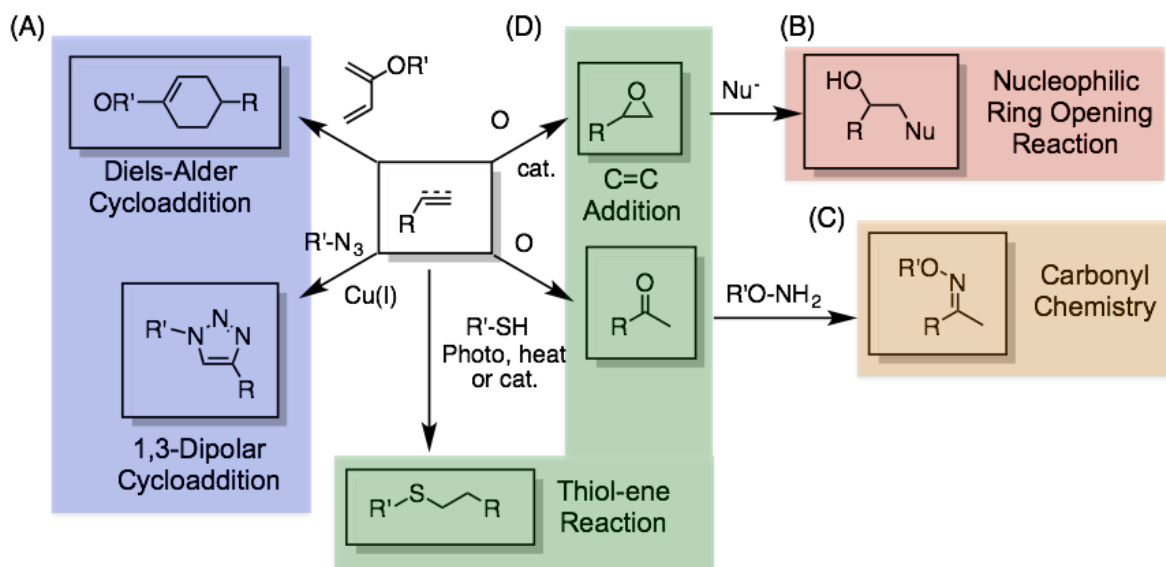 (A)
(D)
(B)
OR'
OR'
R
Diels-Alder
Cycloaddition
O
cat.
O
R
C=C
Addition
Nu-
HO
R
Nu
Nucleophilic
Ring Opening
Reaction
R
R'-N3
Cu(I)
O
(C)
R'
N
N
N
R
1,3-Dipolar
Cycloaddition
R'-SH
Photo, heat
or cat.
O
R
R'O-NH2
R'O
N
R
Carbonyl
Chemistry
R'
S
R
Thiol-ene
Reaction